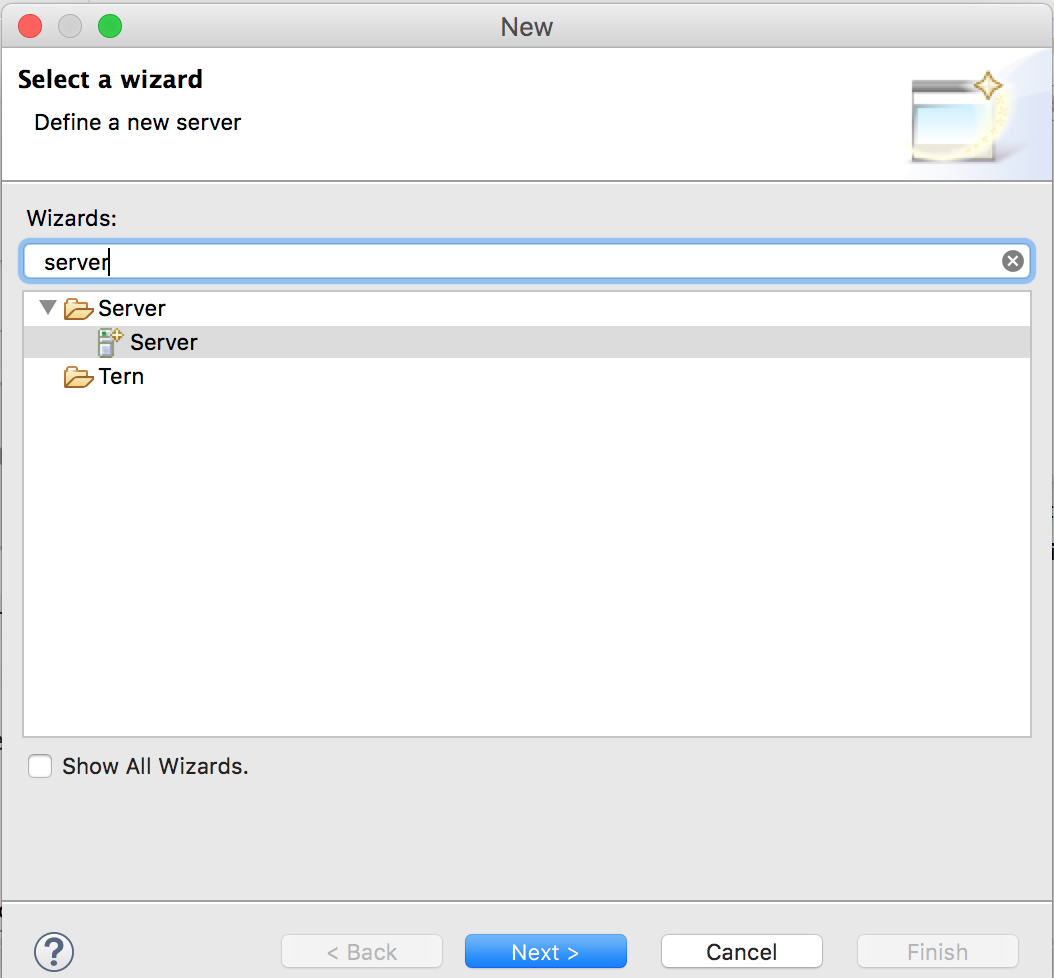 New
Select a wizard
Define a new server
Wizards:
server
Server
Server
Tern
Show All Wizards.
? < Back Next > Cancel Finish